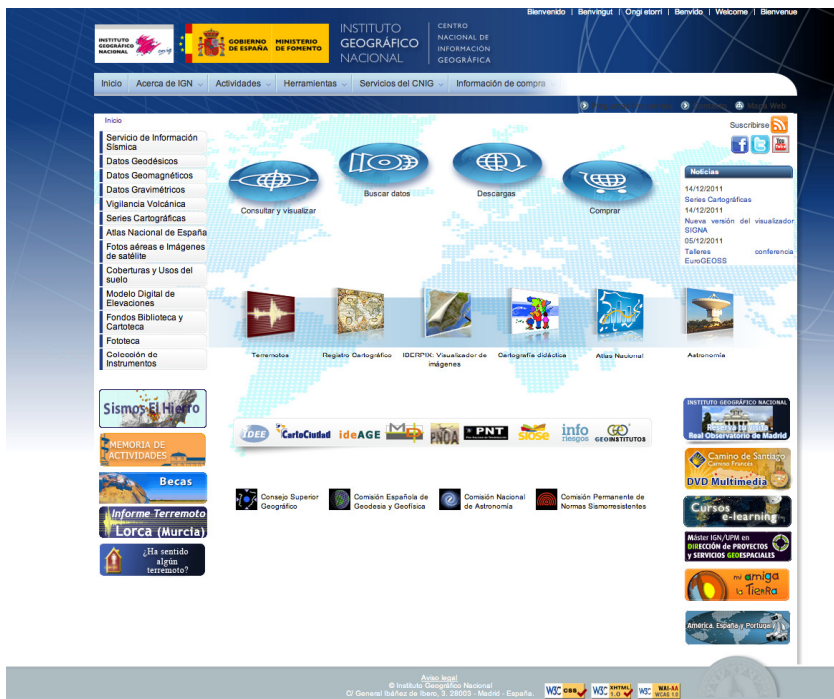 Bienvenido | Benvingut | Ongi etorri | Benvido | Welcome | Bienvenue
INSTITUTO
GEOGRÁFICO
NACIONAL
GOBIERNO
DE ESPAÑA
MINISTERIO
DE FOMENTO
INSTITUTO
GEOGRÁFICO
NACIONAL
CENTRO
NACIONAL DE
INFORMACIÓN
GEOGRÁFICA
Inicio
Acerca de IGN
Actividades
Herramientas
Servicios del CNIG
Información de compra
Mapa Web
Inicio
Suscribirse
Servicio de Información
Sísmica
Datos Geodésicos
Datos Geomagnéticos
Datos Gravimétricos
Vigilancia Volcánica
Series Cartográficas
Atlas Nacional de España
Fotos aéreas e Imágenes
de satélite
Coberturas y Usos del
suelo
Modelo Digital de
Elevaciones
Fondos Biblioteca y
Cartoteca
Fototeca
Colección de
Instrumentos
Consultar y visualizar
Buscar datos
Descargas
Comprar
Noticias
14/12/2011
Series Cartográficas
14/12/2011
Nueva versión del visualizador
SIGNA
05/12/2011
Talleres conferencia
EuroGEOSS
Terremotos
Registro Cartográfico
IBERPIX: Visualizador de
imágenes
Cartografía didáctica
Atlas Nacional
Astronomía
Sismos El Hierro
MEMORIA DE
ACTIVIDADES
Becas
Informe Terremoto
Lorca (Murcia)
¿Ha sentido
algún
terremoto?
IDEE
CartoCiudad
ideAGE
PNOA
PNT
siose
info
riesgos
GEOINSTITUTOS
Consejo Superior
Geográfico
Comisión Española de
Geodesia y Geofísica
Comisión Nacional
de Astronomía
Comisión Permanente de
Normas Sismorresistentes
INSTITUTO GEOGRÁFICO NACIONAL
Reserva tu visita
Real Observatorio de Madrid
Camino de Santiago
Camino Francés
DVD Multimedia
Cursos
e-learning
Máster IGN/UPM en
DIRECCIÓN DE PROYECTOS
y SERVICIOS GEOESPACIALES
mi amiga
la Tierra
América, España y Portugal
Aviso legal
© Instituto Geográfico Nacional
C/ General Ibáñez de Ibero, 3. 28003 - Madrid - España.
W3C css
W3C XHTML 1.0
W3C WAI-AA WCAG 1.0